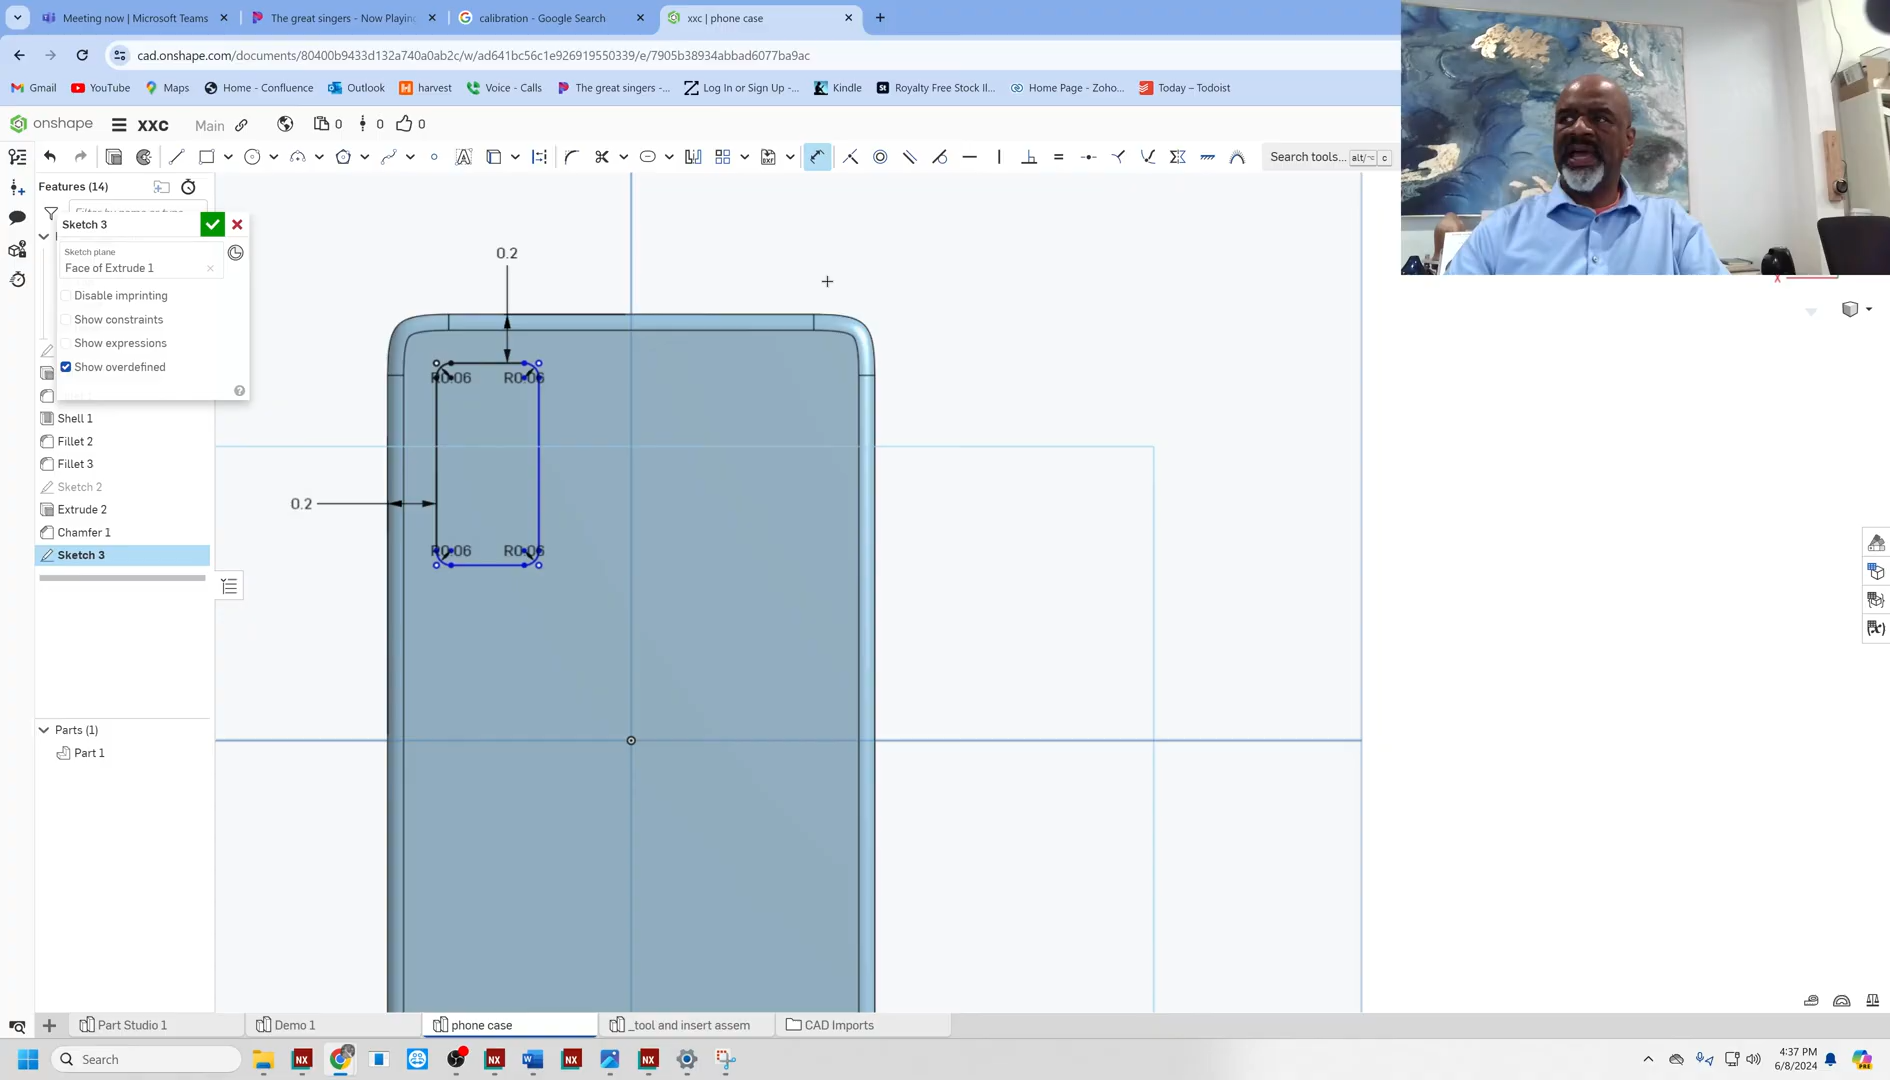 Meeting now | Microsoft Teams
The great singers - Now Playing
calibration - Google Search
xxc | phone case
cad.onshape.com/documents/80400b9433d132a740a0ab2c/w/ad641bc56c1e926919550339/e/7905b38934abbad6077ba9ac
Gmail YouTube Maps Home - Confluence Outlook harvest Voice - Calls The great singers -... Log In or Sign Up -... Kindle Royalty Free Stock Il... Home Page - Zoho... Today – Todoist
onshape XXC Main 0 0 0
Search tools... alt/⌥ c
Features (14)
Sketch 3
Sketch plane
Face of Extrude 1
Disable imprinting
Show constraints
Show expressions
Show overdefined
Shell 1
Fillet 2
Fillet 3
Sketch 2
Extrude 2
Chamfer 1
Sketch 3
Parts (1)
Part 1
0.2
R0.06 R0.06
0.2
R0.06 R0.06
X
Part Studio 1 Demo 1 phone case _tool and insert assem CAD Imports
Search
4:37 PM
6/8/2024